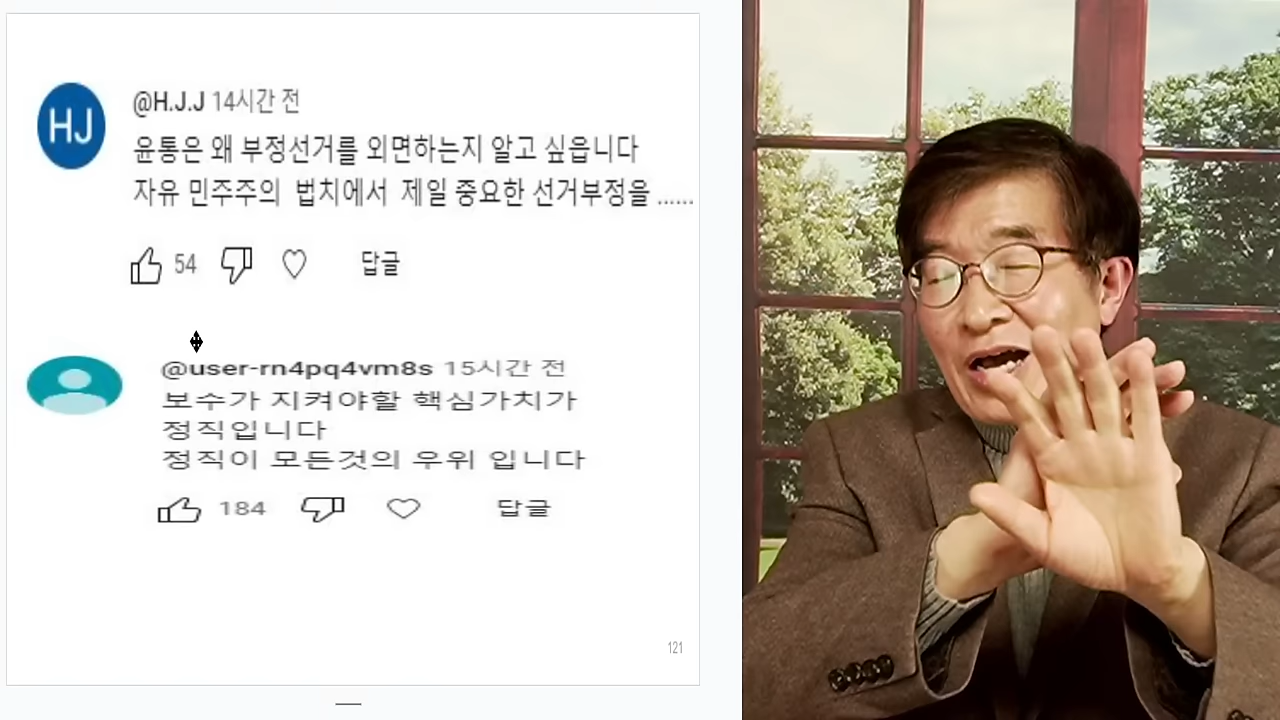 HJ
@H.J.J 14시간 전
윤통은 왜 부정선거를 외면하는지 알고 싶읍니다
자유 민주주의 법치에서 제일 중요한 선거부정을 ......
54 답글
@user-rn4pq4vm8s 15시간 전
보수가 지켜야할 핵심가치가
정직입니다
정직이 모든것의 우위 입니다
184 답글
121